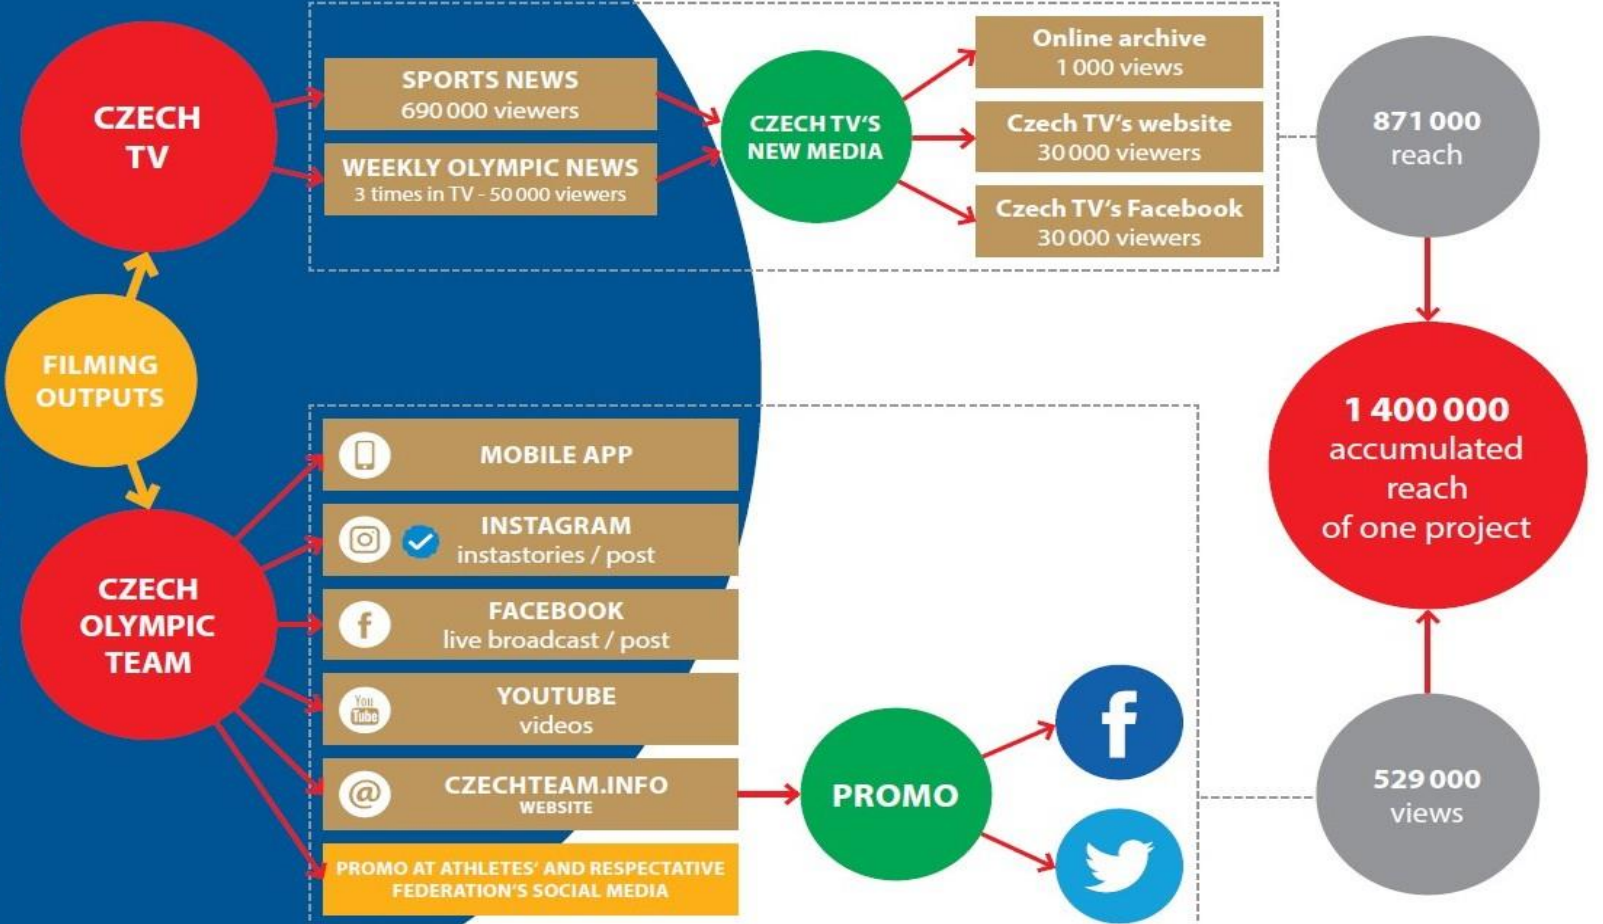 CZECH
TV
SPORTS NEWS
690 000 viewers
WEEKLY OLYMPIC NEWS
3 times in TV - 50 000 viewers
CZECH TV'S
NEW MEDIA
Online archive
1 000 views
Czech TV's website
30 000 viewers
Czech TV's Facebook
30 000 viewers
871 000
reach
FILMING
OUTPUTS
1 400 000
accumulated
reach
of one project
CZECH
OLYMPIC
TEAM
MOBILE APP
INSTAGRAM
instastories / post
f
FACEBOOK
live broadcast / post
You
Tube
YOUTUBE
videos
@
CZECHTEAM.INFO
WEBSITE
PROMO AT ATHLETES' AND RESPECTATIVE
FEDERATION'S SOCIAL MEDIA
PROMO
f
529 000
views